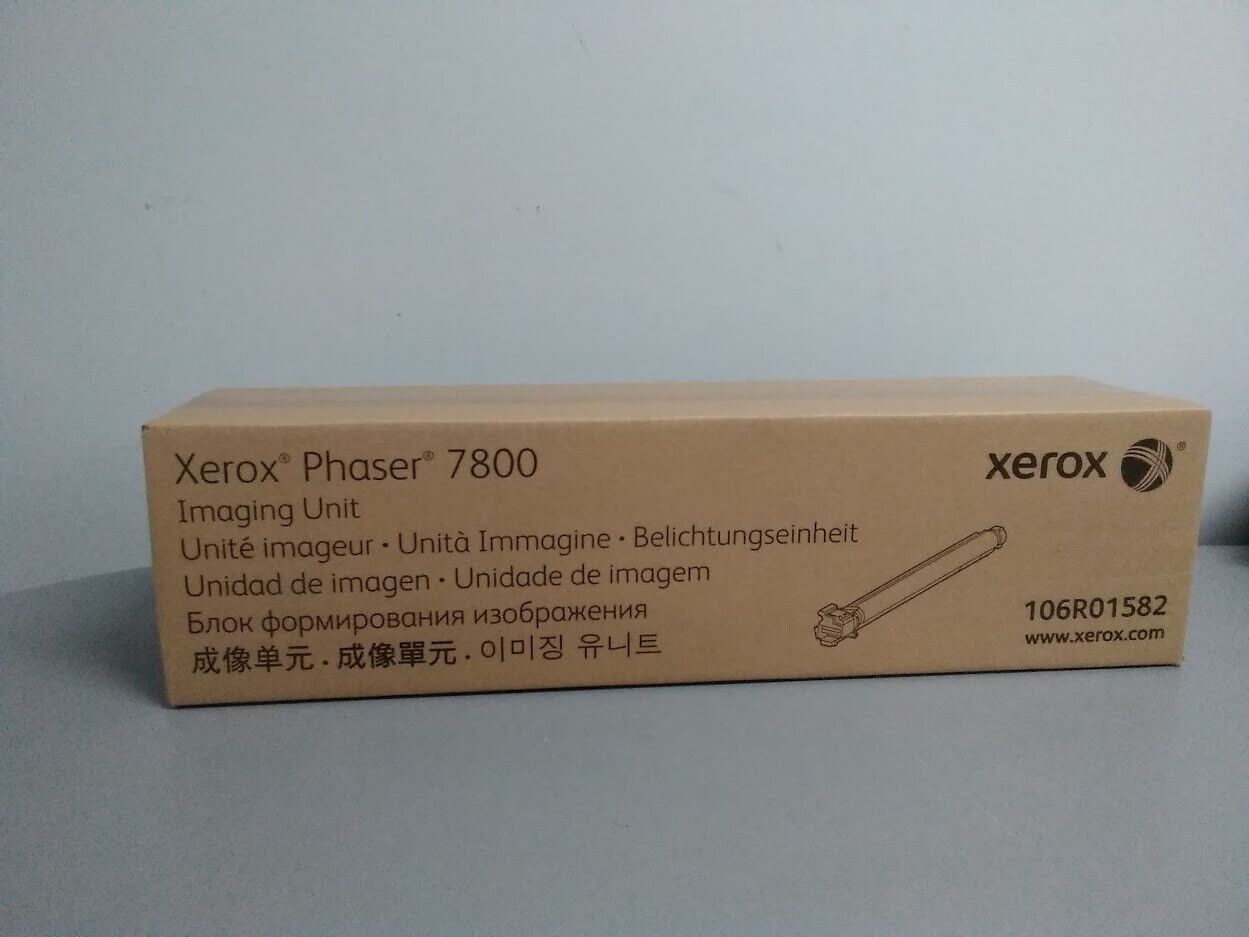 Xerox® Phaser® 7800
Imaging Unit
Unité imageur · Unità Immagine · Belichtungseinheit
Unidad de imagen · Unidade de imagem
Блок формирования изображения
成像单元 . 成像單元 . 이미징 유니트
xerox ®
106R01582
www.xerox.com